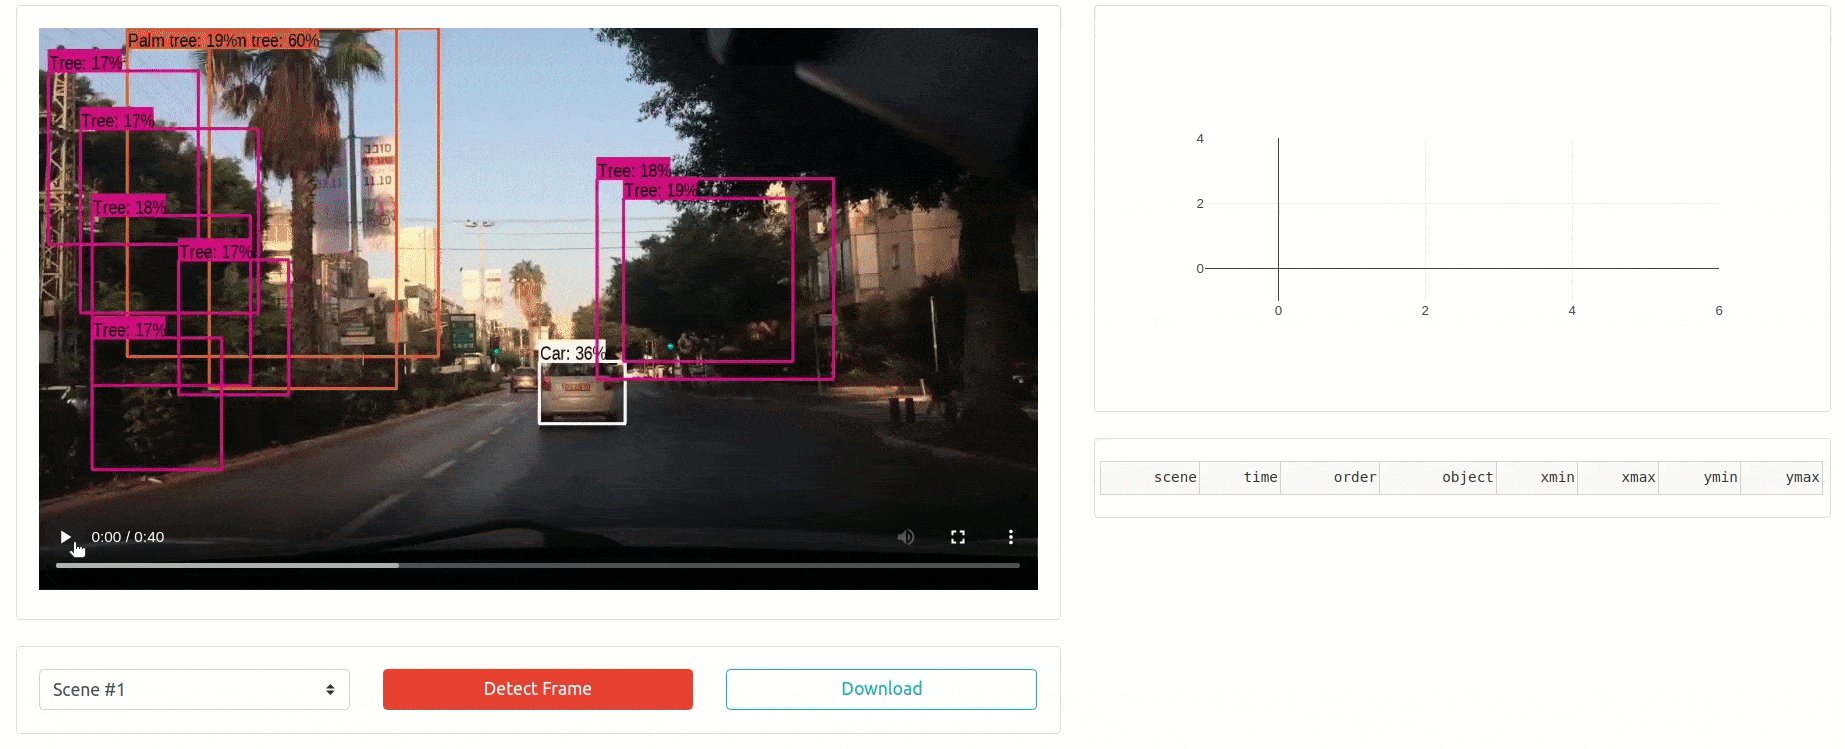 Palm tree: 19%m tree: 60%
Tree: 17%
Tree: 17%
Tree: 18%
Tree: 17%
Tree: 17%
Tree: 18%
Tree: 19%
Car: 36%
11.10
0:00 / 0:40
Scene #1
Detect Frame
Download
4
2
0
0
2
4
6
scene time order object xmin xmax ymin ymax